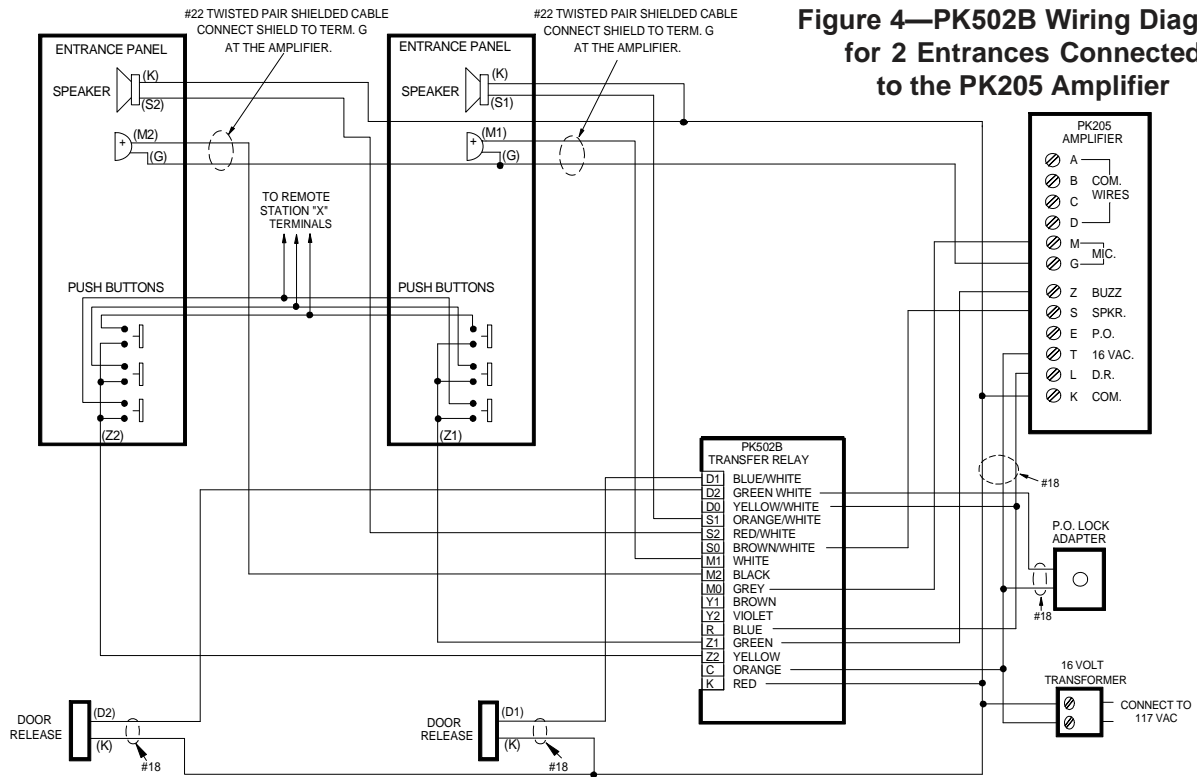 #22 TWISTED PAIR SHIELDED CABLE
CONNECT SHIELD TO TERM. G
AT THE AMPLIFIER.
#22 TWISTED PAIR SHIELDED CABLE
CONNECT SHIELD TO TERM. G
AT THE AMPLIFIER.
Figure 4—PK502B Wiring Diag
for 2 Entrances Connected
to the PK205 Amplifier
ENTRANCE PANEL
SPEAKER
(K)
(S2)
+
(M2)
(G)
PUSH BUTTONS
(Z2)
TO REMOTE
STATION "X"
TERMINALS
ENTRANCE PANEL
SPEAKER
(K)
(S1)
+
(M1)
(G)
PUSH BUTTONS
(Z1)
PK205
AMPLIFIER
A
B COM.
WIRES
C
D
M
MIC.
G
Z BUZZ
S SPKR.
E P.O.
T 16 VAC.
L D.R.
K COM.
#18
PK502B
TRANSFER RELAY
D1 BLUE/WHITE
D2 GREEN WHITE
D0 YELLOW/WHITE
S1 ORANGE/WHITE
S2 RED/WHITE
S0 BROWN/WHITE
M1 WHITE
M2 BLACK
M0 GREY
Y1 BROWN
Y2 VIOLET
R BLUE
Z1 GREEN
Z2 YELLOW
C ORANGE
K RED
P.O. LOCK
ADAPTER
#18
16 VOLT
TRANSFORMER
CONNECT TO
117 VAC
DOOR
RELEASE
(D2)
(K)
#18
DOOR
RELEASE
(D1)
(K)
#18